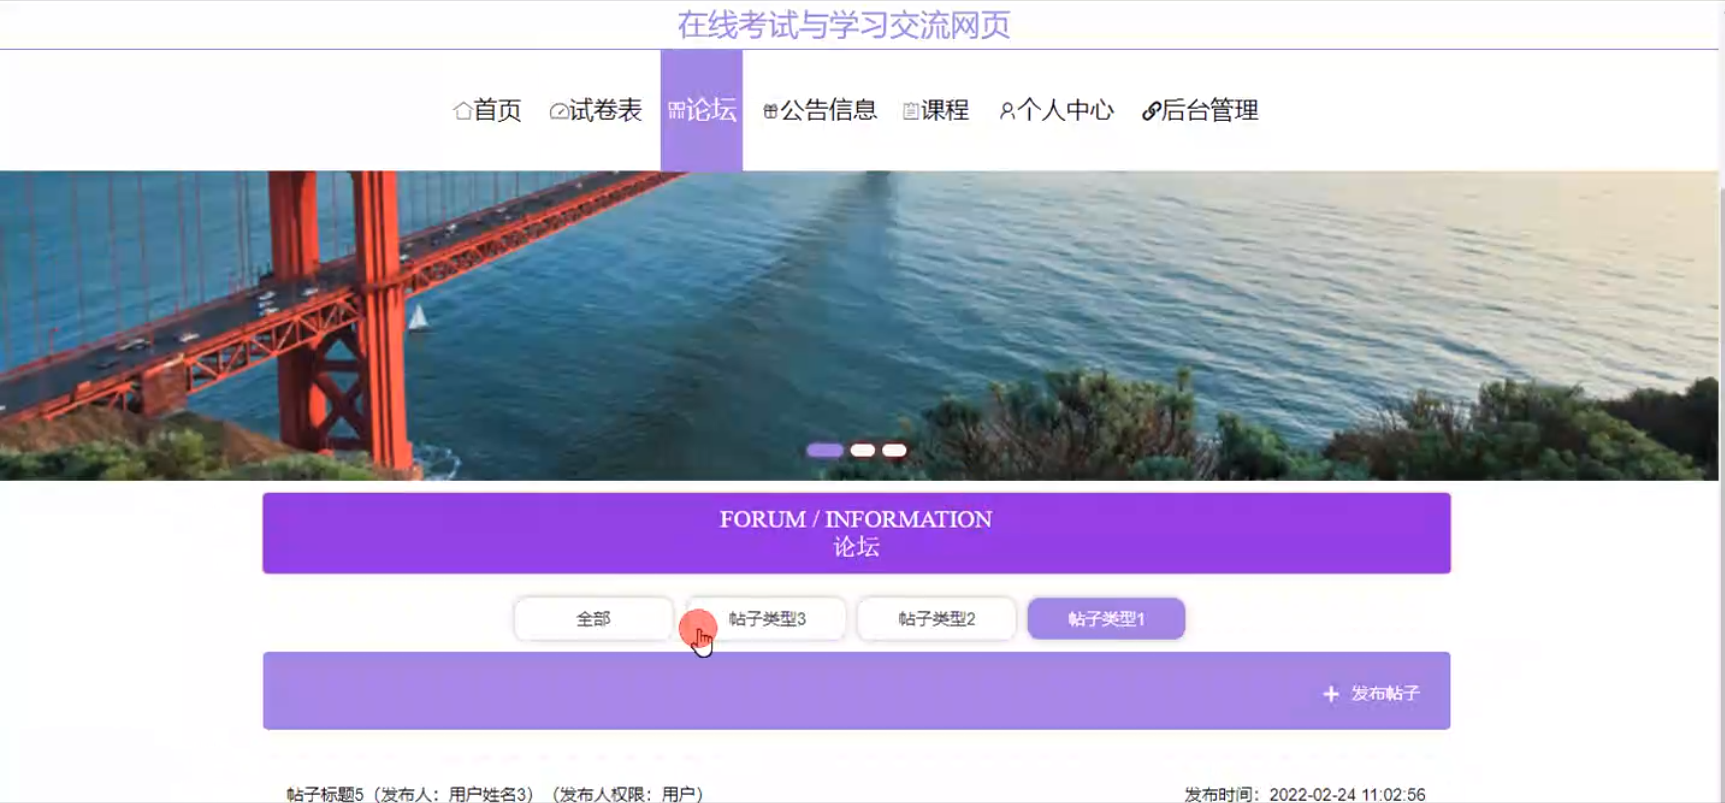 在线考试与学习交流网页
首页 试卷表 论坛 公告信息 课程 个人中心 后台管理
FORUM / INFORMATION
论坛
全部 帖子类型3 帖子类型2 帖子类型1
+ 发布帖子
帖子标题5（发布人：用户姓名3）（发布人权限：用户） 发布时间：2022-02-24 11:02:56